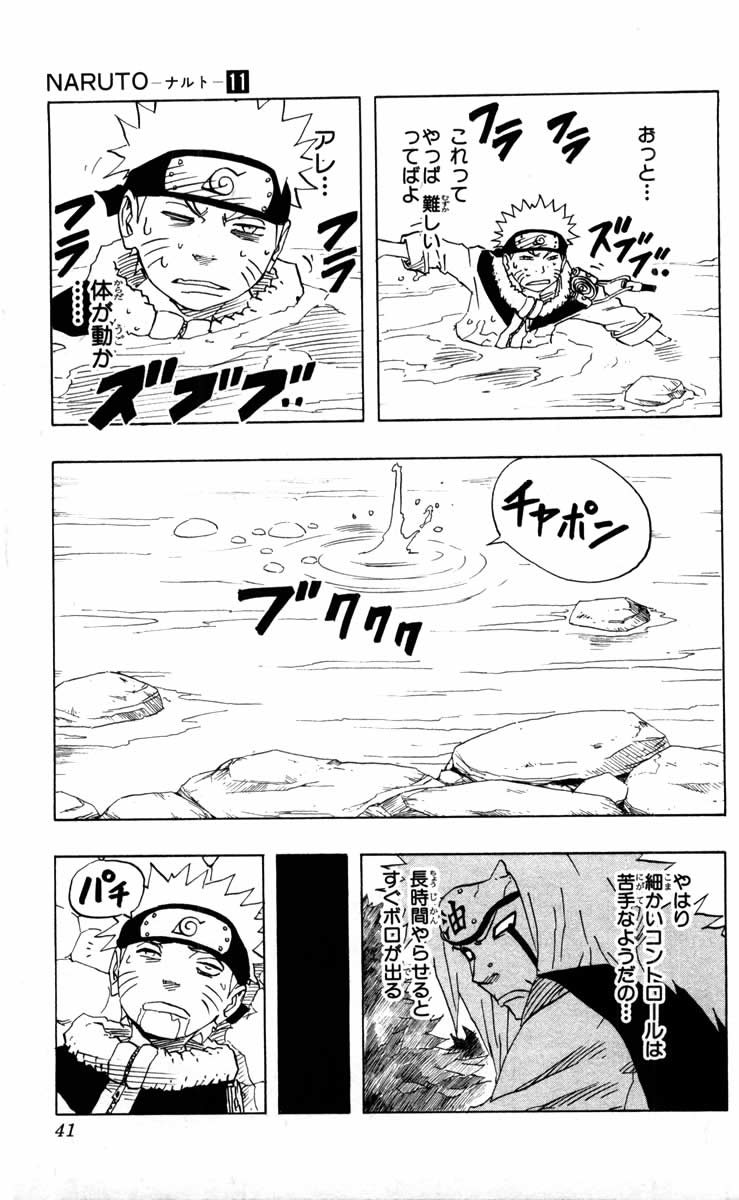 NARUTO—ナルト—11
おっと…
フラ
フラ
これって
やっぱ難しい
ってばよ
ズブブ‥
アレ…
フラ
フラ
体が動か
………
ズブブブ‥
チャポン
ブククク
やはり
細かいコントロールは
苦手なようだの…
長時間やらせると
すぐボロが出る
油
パチ
41